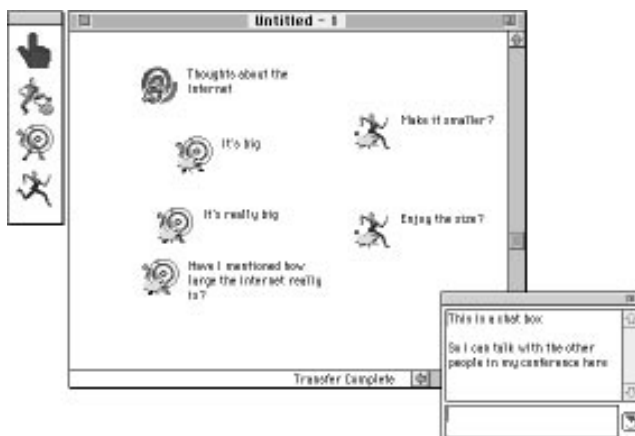 Untitled - 1
Thoughts about the
Internet
Make it smaller?
It's big
It's really big
Enjoy the size?
Have I mentioned how
large the internet really
is?
Transfer Complete
This is a chat box
So I can talk with the other
people in my conference here